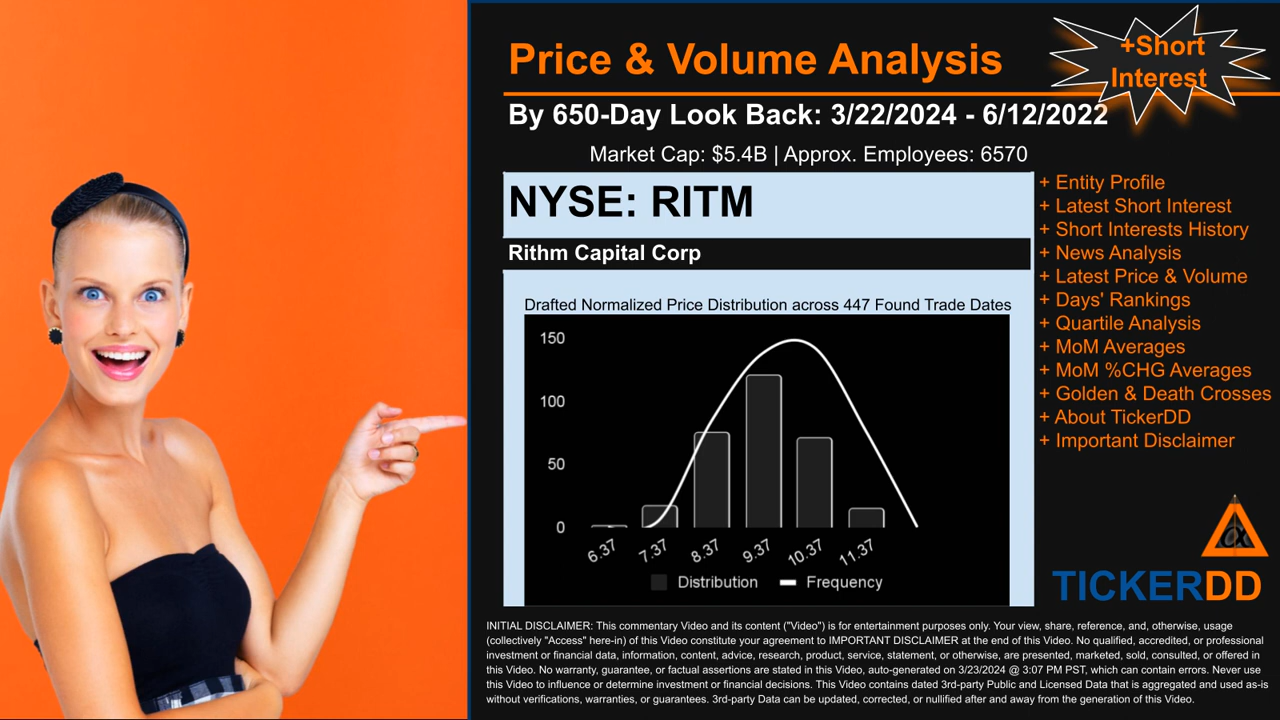 Price & Volume Analysis
+Short
Interest
By 650-Day Look Back: 3/22/2024 - 6/12/2022
Market Cap: $5.4B | Approx. Employees: 6570
NYSE: RITM
Rithm Capital Corp
Drafted Normalized Price Distribution across 447 Found Trade Dates
150
100
50
0
6.37 7.37 8.37 9.37 10.37 11.37
Distribution Frequency
+ Entity Profile
+ Latest Short Interest
+ Short Interests History
+ News Analysis
+ Latest Price & Volume
+ Days' Rankings
+ Quartile Analysis
+ MoM Averages
+ MoM %CHG Averages
+ Golden & Death Crosses
+ About TickerDD
+ Important Disclaimer
TICKERDD
INITIAL DISCLAIMER: This commentary Video and its content ("Video") is for entertainment purposes only. Your view, share, reference, and, otherwise, usage
(collectively "Access" here-in) of this Video constitute your agreement to IMPORTANT DISCLAIMER at the end of this Video. No qualified, accredited, or professional
investment or financial data, information, content, advice, research, product, service, statement, or otherwise, are presented, marketed, sold, consulted, or offered in
this Video. No warranty, guarantee, or factual assertions are stated in this Video, auto-generated on 3/23/2024 @ 3:07 PM PST, which can contain errors. Never use
this Video to influence or determine investment or financial decisions. This Video contains dated 3rd-party Public and Licensed Data that is aggregated and used as-is
without verifications, warranties, or guarantees. 3rd-party Data can be updated, corrected, or nullified after and away from the generation of this Video.